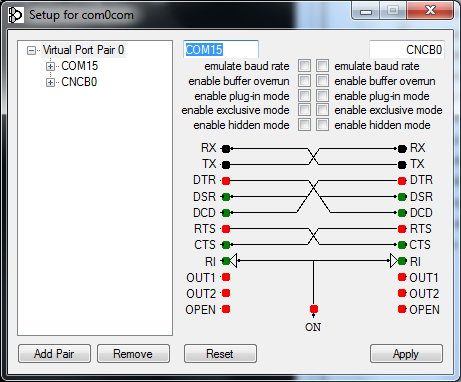 Setup for com0com
Virtual Port Pair 0
COM15
CNCB0
COM15 CNCB0
emulate baud rate emulate baud rate
enable buffer overrun enable buffer overrun
enable plug-in mode enable plug-in mode
enable exclusive mode enable exclusive mode
enable hidden mode enable hidden mode
RX RX
TX TX
DTR DTR
DSR DSR
DCD DCD
RTS RTS
CTS CTS
RI RI
OUT1 OUT1
OUT2 OUT2
OPEN OPEN
ON
Add Pair Remove Reset Apply